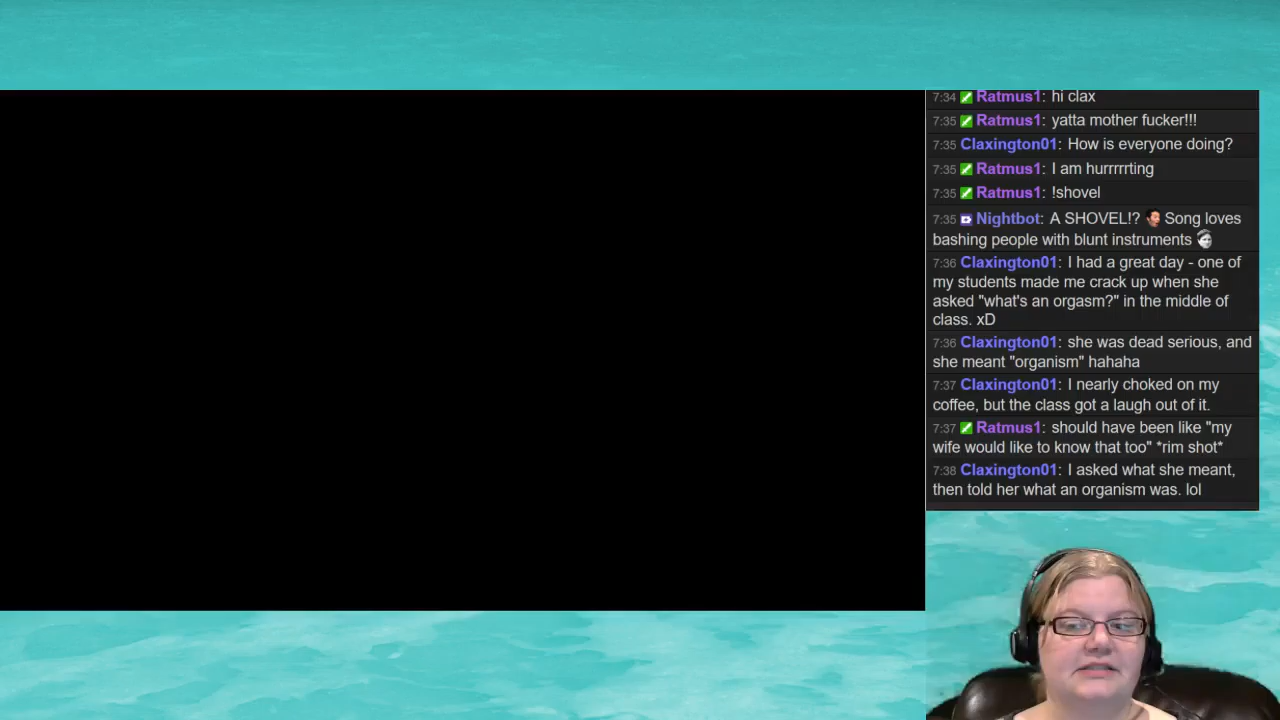 7:34 Ratmus1: hi clax
7:35 Ratmus1: yatta mother fucker!!!
7:35 Claxington01: How is everyone doing?
7:35 Ratmus1: I am hurrrrrting
7:35 Ratmus1: !shovel
7:35 Nightbot: A SHOVEL!? Song loves
bashing people with blunt instruments
7:36 Claxington01: I had a great day - one of
my students made me crack up when she
asked "what's an orgasm?" in the middle of
class. xD
7:36 Claxington01: she was dead serious, and
she meant "organism" hahaha
7:37 Claxington01: I nearly choked on my
coffee, but the class got a laugh out of it.
7:37 Ratmus1: should have been like "my
wife would like to know that too" *rim shot*
7:38 Claxington01: I asked what she meant,
then told her what an organism was. lol